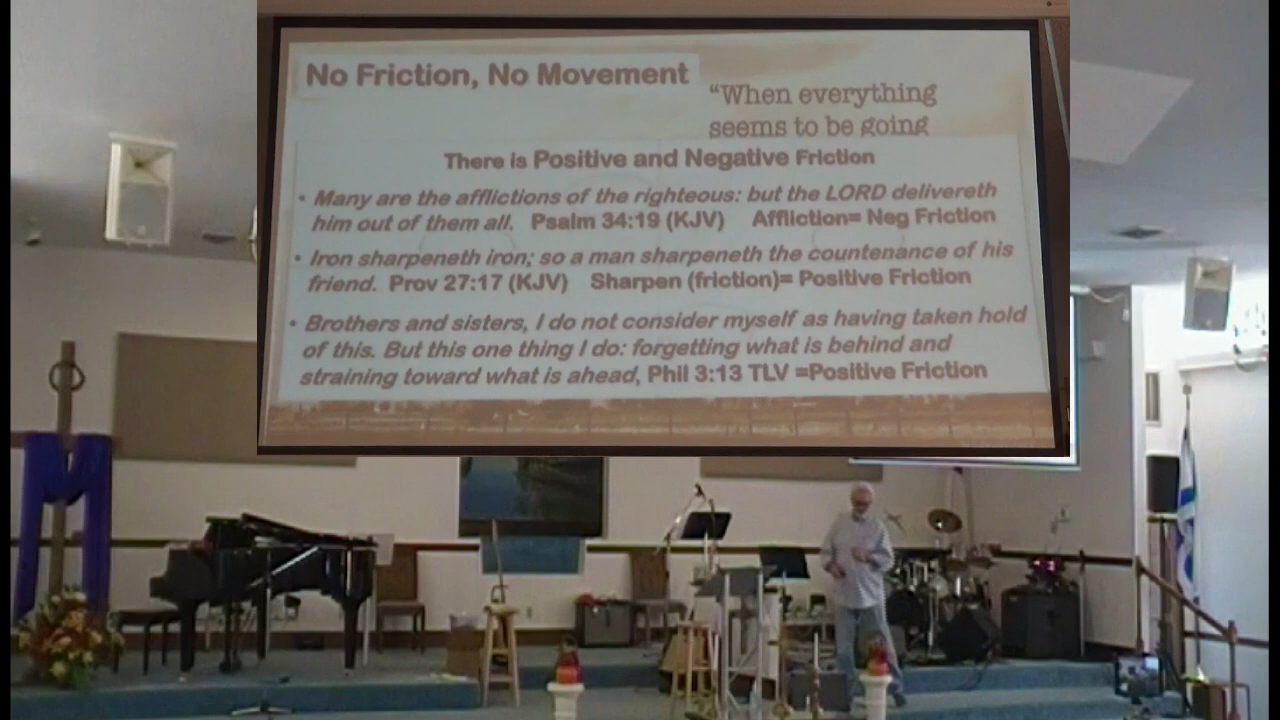 No Friction, No Movement
“When everything
seems to be going
There is Positive and Negative Friction
• Many are the afflictions of the righteous: but the LORD delivereth
him out of them all. Psalm 34:19 (KJV) Affliction= Neg Friction
• Iron sharpeneth iron; so a man sharpeneth the countenance of his
friend. Prov 27:17 (KJV) Sharpen (friction)= Positive Friction
• Brothers and sisters, I do not consider myself as having taken hold
of this. But this one thing I do: forgetting what is behind and
straining toward what is ahead, Phil 3:13 TLV =Positive Friction